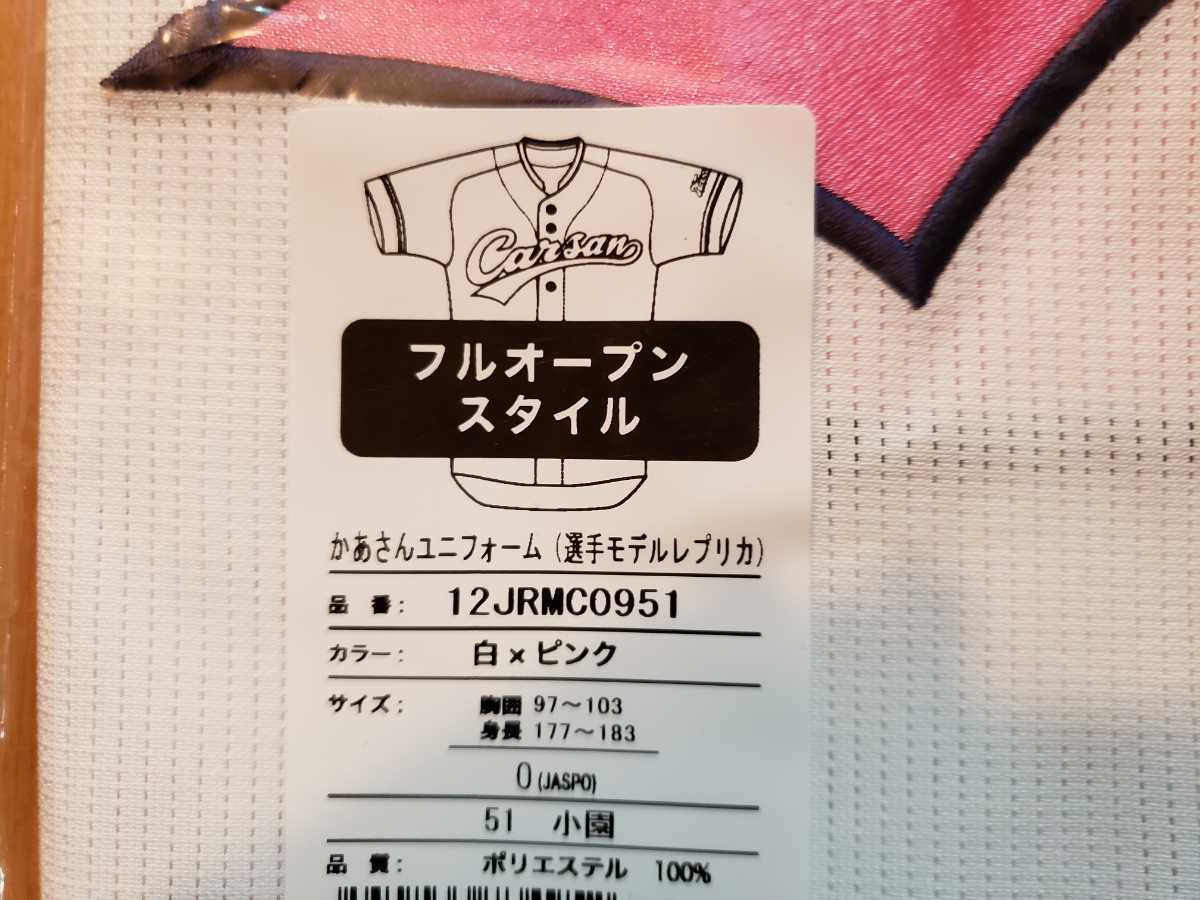 Carsan
フルオープン
スタイル
かあさんユニフォーム(選手モデルレプリカ)
品 番: 12JRMC0951
カラー: 白×ピンク
サイズ: 胸囲 97~103
身長 177~183
O (JASPO)
51 小園
品 質: ポリエステル 100%